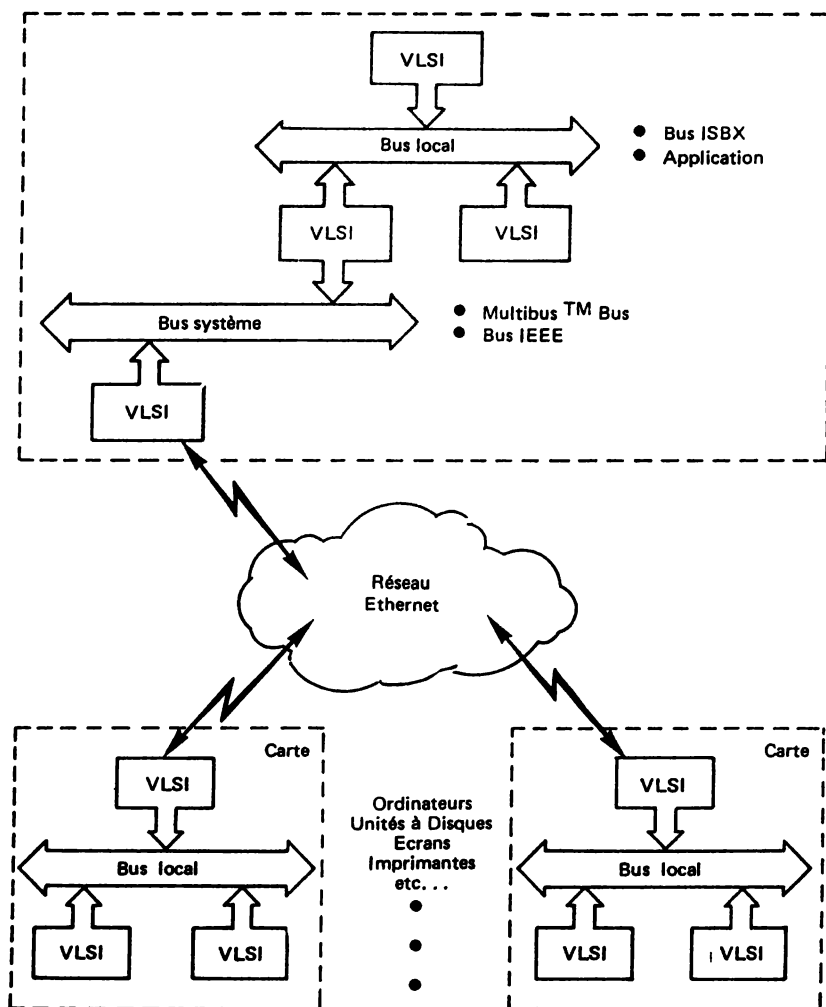 VLSI
Bus local
● Bus ISBX
● Application
VLSI
VLSI
Bus système
● Multibus TM Bus
● Bus IEEE
VLSI
Réseau
Ethernet
Carte
VLSI
Bus local
VLSI
VLSI
Ordinateurs
Unités à Disques
Ecrans
Imprimantes
etc...
Carte
VLSI
Bus local
VLSI
VLSI